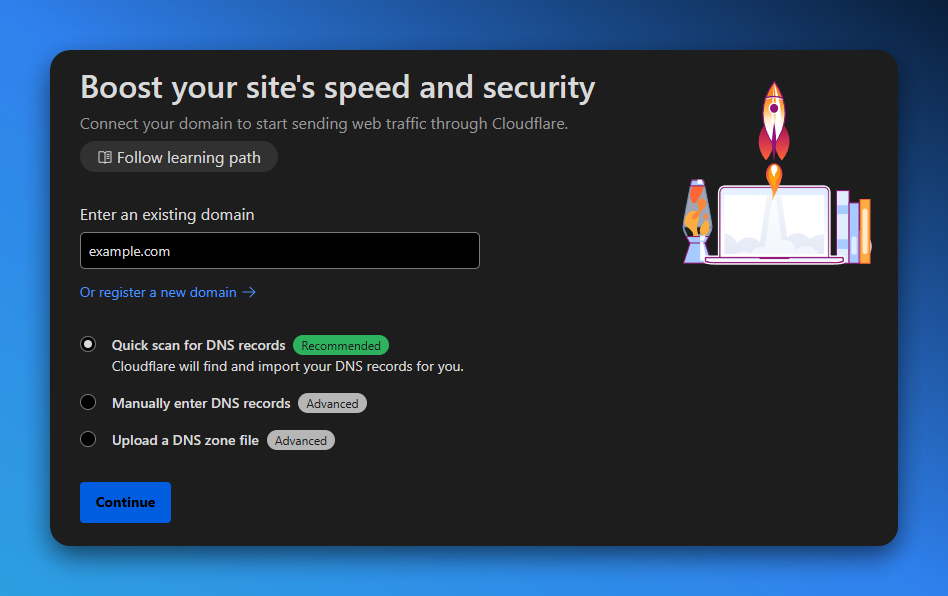 Boost your site's speed and security
Connect your domain to start sending web traffic through Cloudflare.
Follow learning path
Enter an existing domain
example.com
Or register a new domain →
Quick scan for DNS records Recommended
Cloudflare will find and import your DNS records for you.
Manually enter DNS records Advanced
Upload a DNS zone file Advanced
Continue